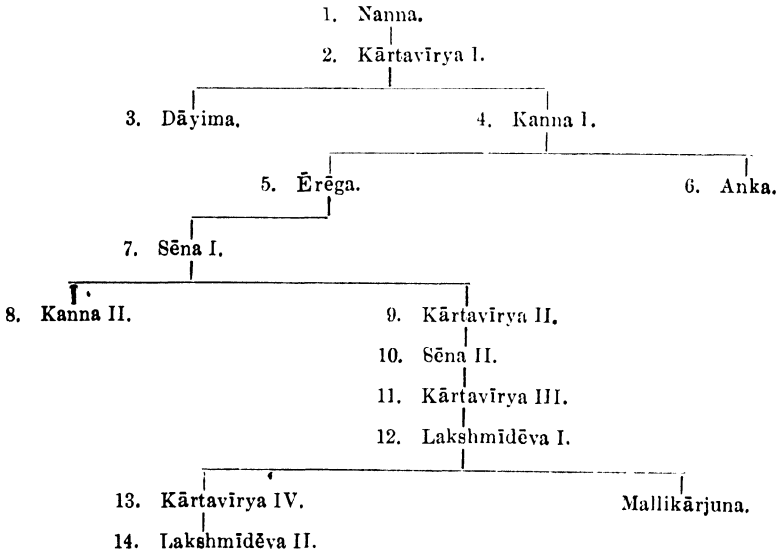 1. Nanna.
2. Kārtavīrya I.
3. Dāyima. 4. Kanna I.
5. Ērēga. 6. Anka.
7. Sēna I.
8. Kanna II. 9. Kārtavīrya II.
10. Sēna II.
11. Kārtavīrya III.
12. Lakshmīdēva I.
13. Kārtavīrya IV. Mallikārjuna.
14. Lakshmīdēva II.